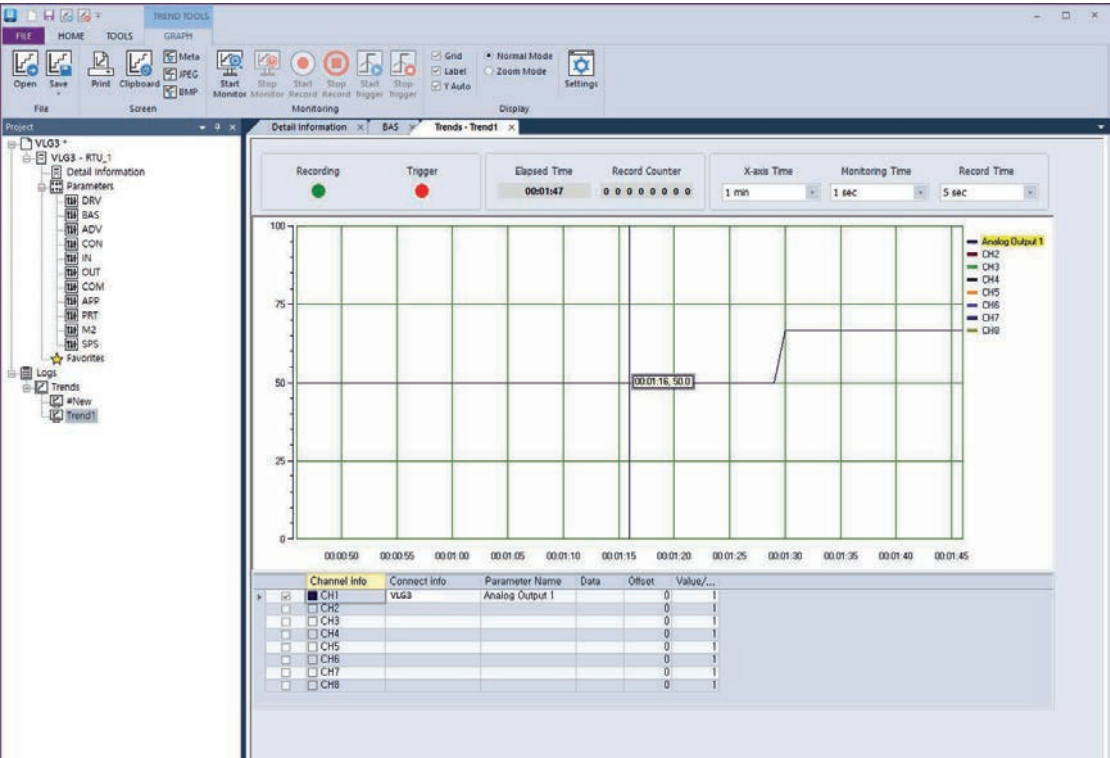 TREND TOOLS
FILE HOME TOOLS GRAPH
Open Save Print Clipboard Meta JPEG BMP Start Monitor Stop Monitor Start Record Stop Record Start Trigger Stop Trigger Grid Label Y Auto Normal Mode Zoom Mode Settings
File Screen Monitoring Display
Project
Detail Information BAS Trends - Trend1
VLG3 *
VLG3 - RTU_1
Detail Information
Parameters
DRV
BAS
ADV
CON
IN
OUT
COM
APP
PRT
M2
SPS
Favorites
Logs
Trends
#New
Trend1
Recording Trigger Elapsed Time Record Counter X-axis Time Monitoring Time Record Time
00:01:47 0 0 0 0 0 0 0 0 1 min 1 sec 5 sec
100
75
50
25
0
00:01:16, 50.0
Analog Output 1
CH2
CH3
CH4
CH5
CH6
CH7
CH8
00:00:50 00:00:55 00:01:00 00:01:05 00:01:10 00:01:15 00:01:20 00:01:25 00:01:30 00:01:35 00:01:40 00:01:45
Channel info Connect info Parameter Name Data Offset Value/...
CH1 VLG3 Analog Output 1 0 1
CH2 0 1
CH3 0 1
CH4 0 1
CH5 0 1
CH6 0 1
CH7 0 1
CH8 0 1